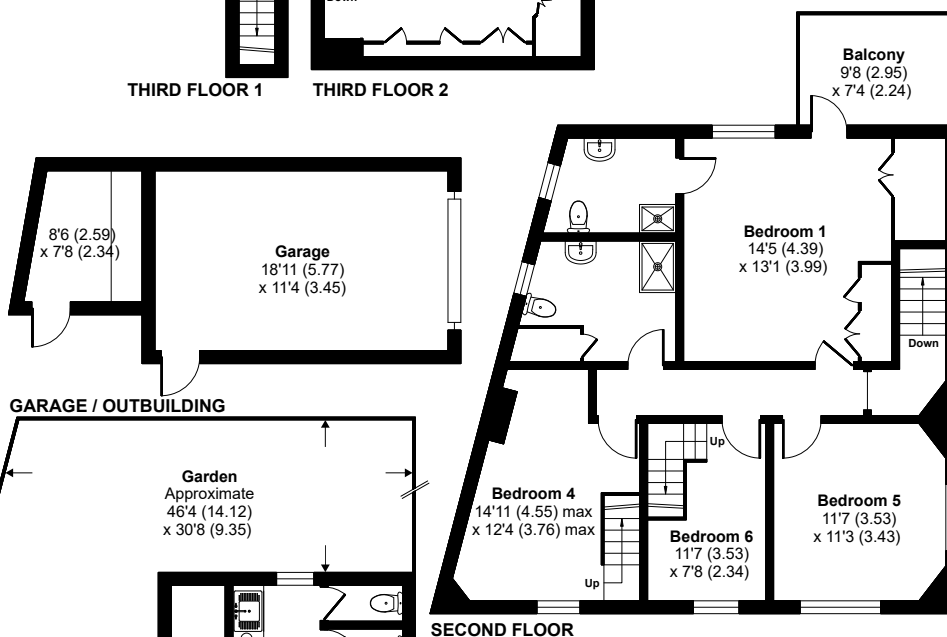 Down
THIRD FLOOR 1
THIRD FLOOR 2
Balcony
9'8 (2.95)
x 7'4 (2.24)
8'6 (2.59)
x 7'8 (2.34)
Garage
18'11 (5.77)
x 11'4 (3.45)
Bedroom 1
14'5 (4.39)
x 13'1 (3.99)
Down
GARAGE / OUTBUILDING
Garden
Approximate
46'4 (14.12)
x 30'8 (9.35)
Up
Bedroom 4
14'11 (4.55) max
x 12'4 (3.76) max
Up
Bedroom 6
11'7 (3.53)
x 7'8 (2.34)
Bedroom 5
11'7 (3.53)
x 11'3 (3.43)
SECOND FLOOR